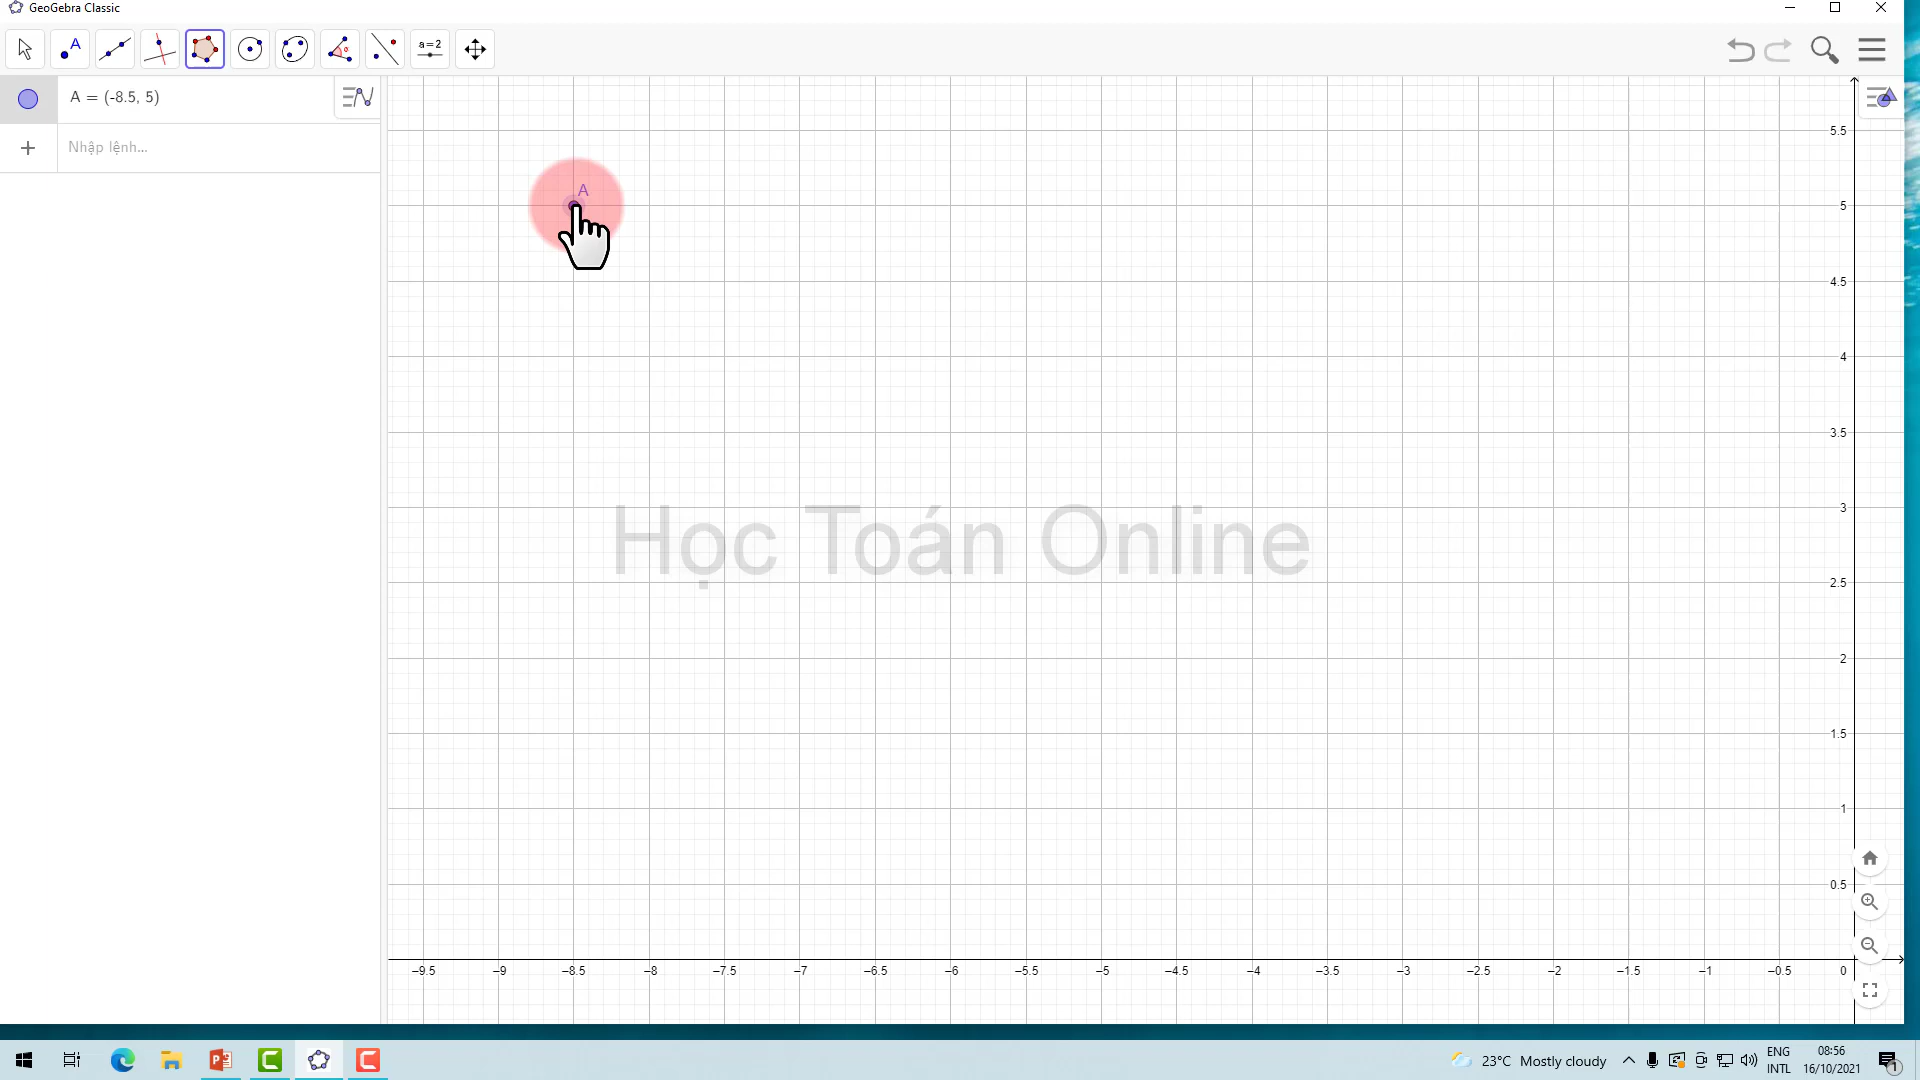 GeoGebra Classic
A
a=2
A = (-8.5, 5)
Nhập lệnh...
A
5.5
5
4.5
4
3.5
3
2.5
2
1.5
1
0.5
Học Toán Online
−9.5 −9 −8.5 −8 −7.5 −7 −6.5 −6 −5.5 −5 −4.5 −4 −3.5 −3 −2.5 −2 −1.5 −1 −0.5 0
23°C Mostly cloudy
ENG
INTL
08:56
16/10/2021
1